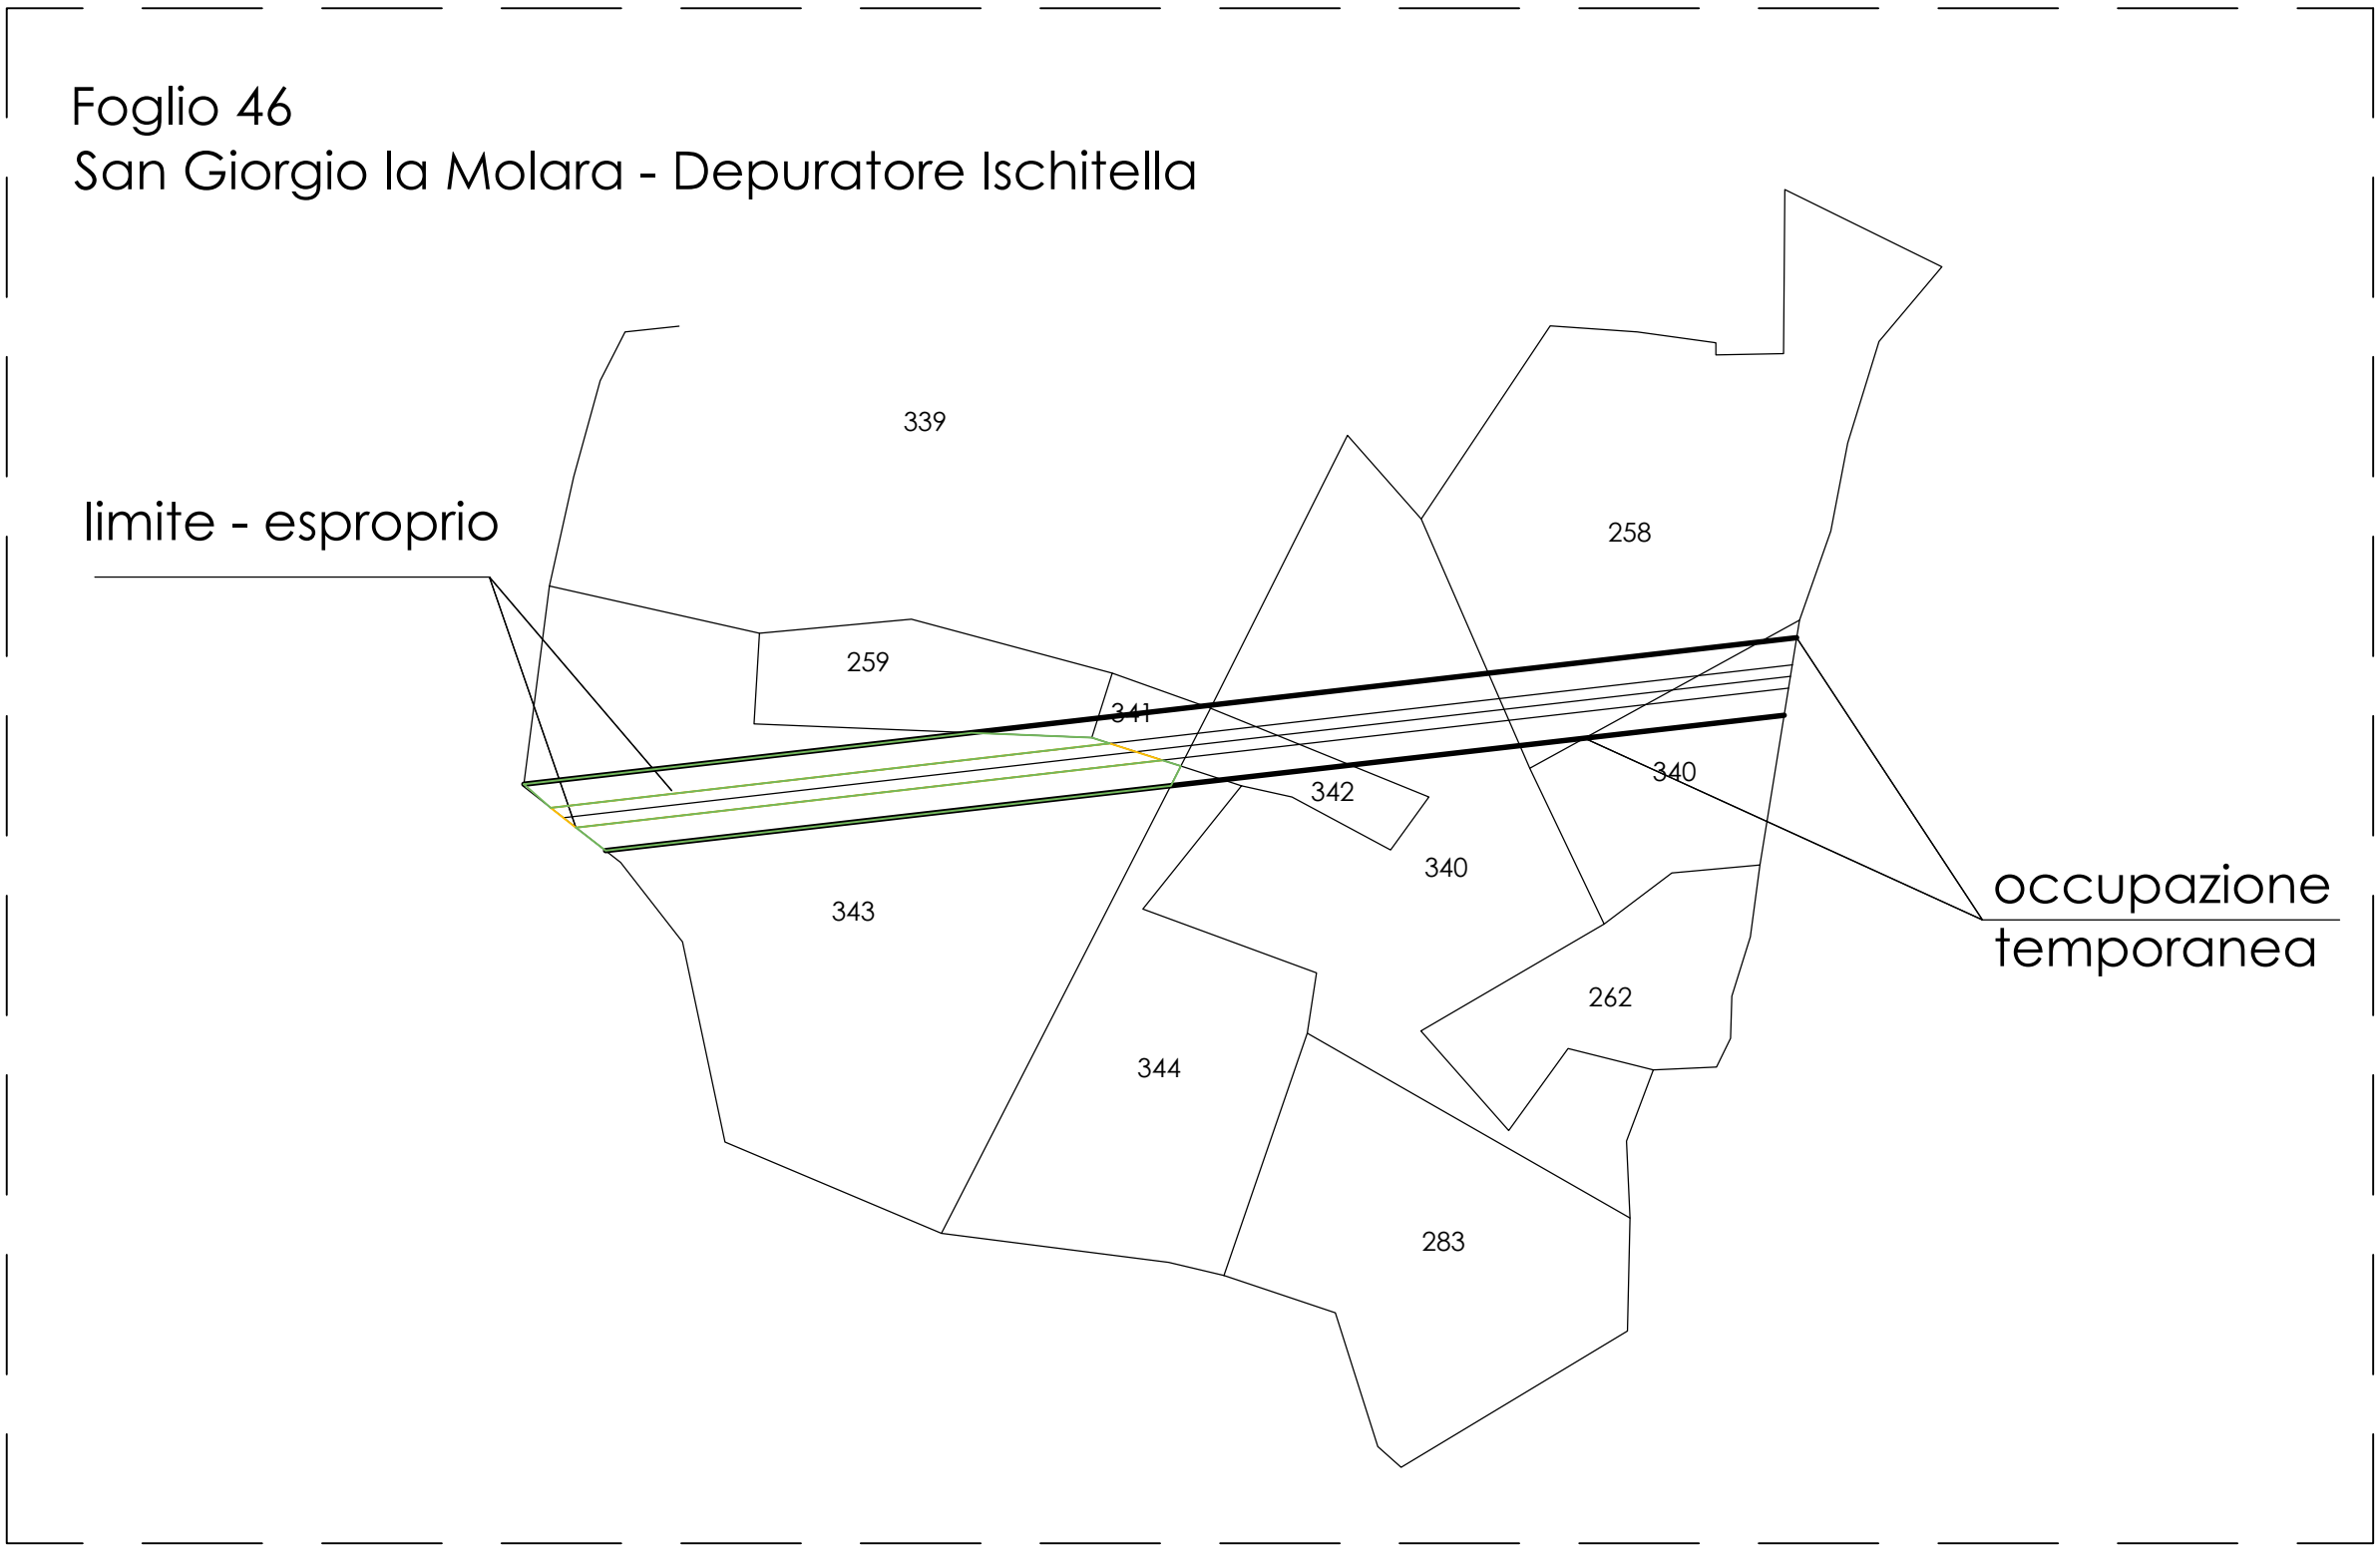 Foglio 46
San Giorgio la Molara - Depuratore Ischitella
339
limite - esproprio
258
259
341
340
342
340
occupazione
temporanea
343
262
344
283